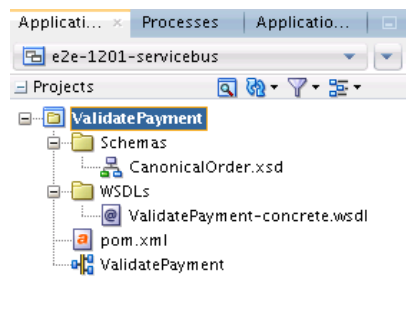 Applicati... × Processes Applicatio...
e2e-1201-servicebus
Projects
ValidatePayment
Schemas
CanonicalOrder.xsd
WSDLs
ValidatePayment-concrete.wsdl
pom.xml
ValidatePayment